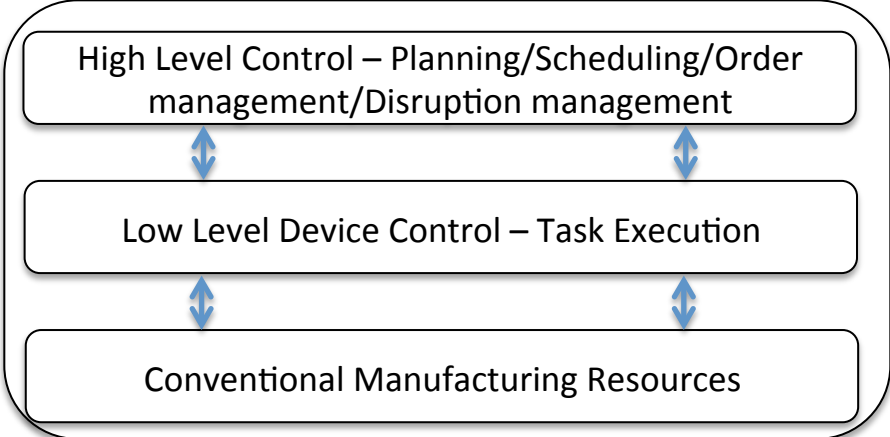 High Level Control – Planning/Scheduling/Order
management/Disruption management
Low Level Device Control – Task Execution
Conventional Manufacturing Resources